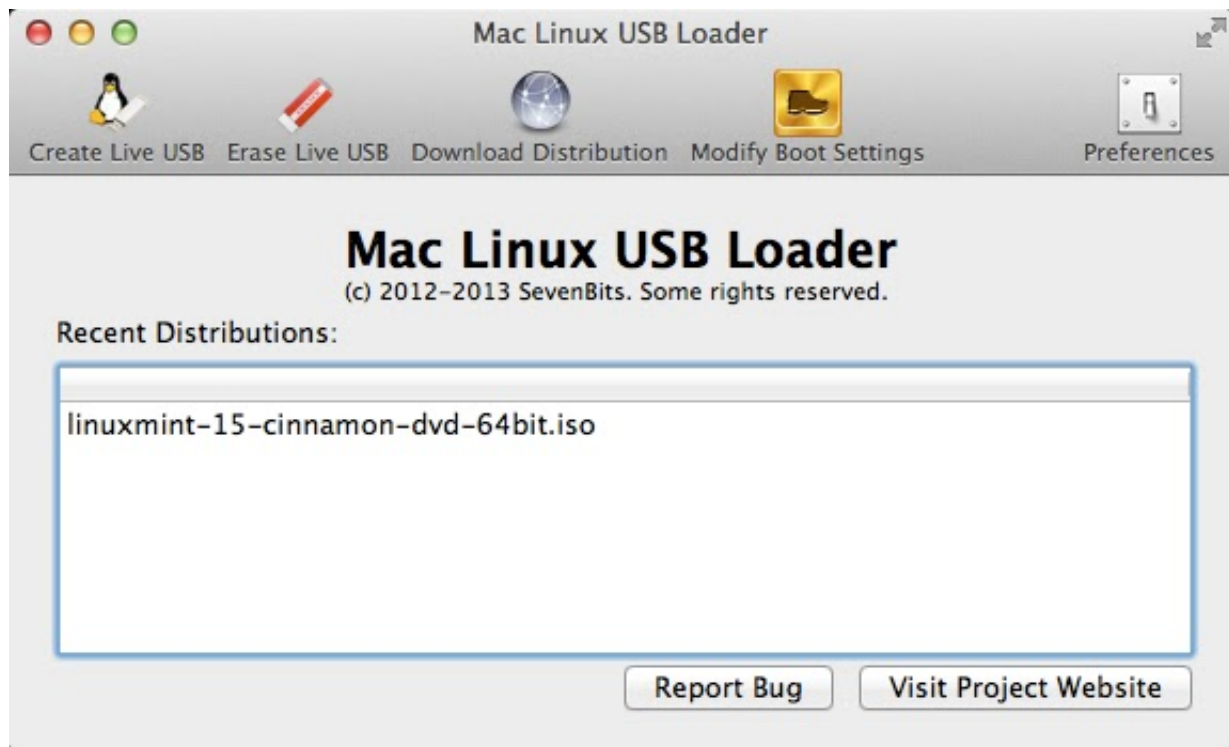 Mac Linux USB Loader
Create Live USB Erase Live USB Download Distribution Modify Boot Settings Preferences
Mac Linux USB Loader
(c) 2012-2013 SevenBits. Some rights reserved.
Recent Distributions:
linuxmint-15-cinnamon-dvd-64bit.iso
Report Bug Visit Project Website